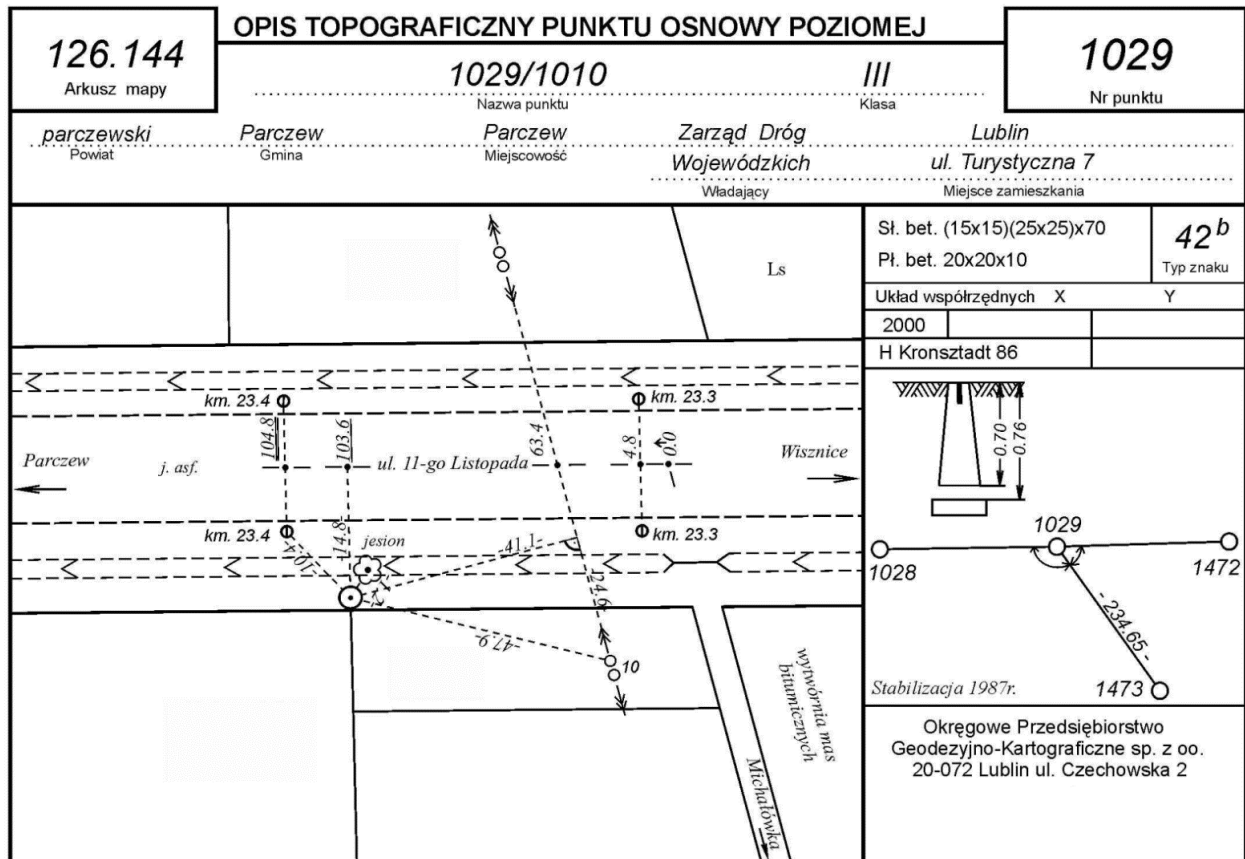 OPIS TOPOGRAFICZNY PUNKTU OSNOWY POZIOMEJ
126.144
Arkusz mapy
1029/1010
Nazwa punktu
III
Klasa
1029
Nr punktu
parczewski
Powiat
Parczew
Gmina
Parczew
Miejscowość
Zarząd Dróg
Wojewódzkich
Władający
Lublin
ul. Turystyczna 7
Miejsce zamieszkania
Ls
km. 23.4
km. 23.3
104.8
103.6
63.4
4.8
0.0
Parczew
j. asf.
ul. 11-go Listopada
Wisznice
km. 23.4
14.8
jesion
-41.1-
km. 23.3
24.6
-47.9-
10
wytwórnia mas
bitumicznych
Michałówka
Sł. bet. (15x15)(25x25)x70
Pł. bet. 20x20x10
42b
Typ znaku
Układ współrzędnych X Y
2000
H Kronsztadt 86
0.70
0.76
1029
1028
1472
- 234.65 -
1473
Stabilizacja 1987r.
Okręgowe Przedsiębiorstwo
Geodezyjno-Kartograficzne sp. z oo.
20-072 Lublin ul. Czechowska 2